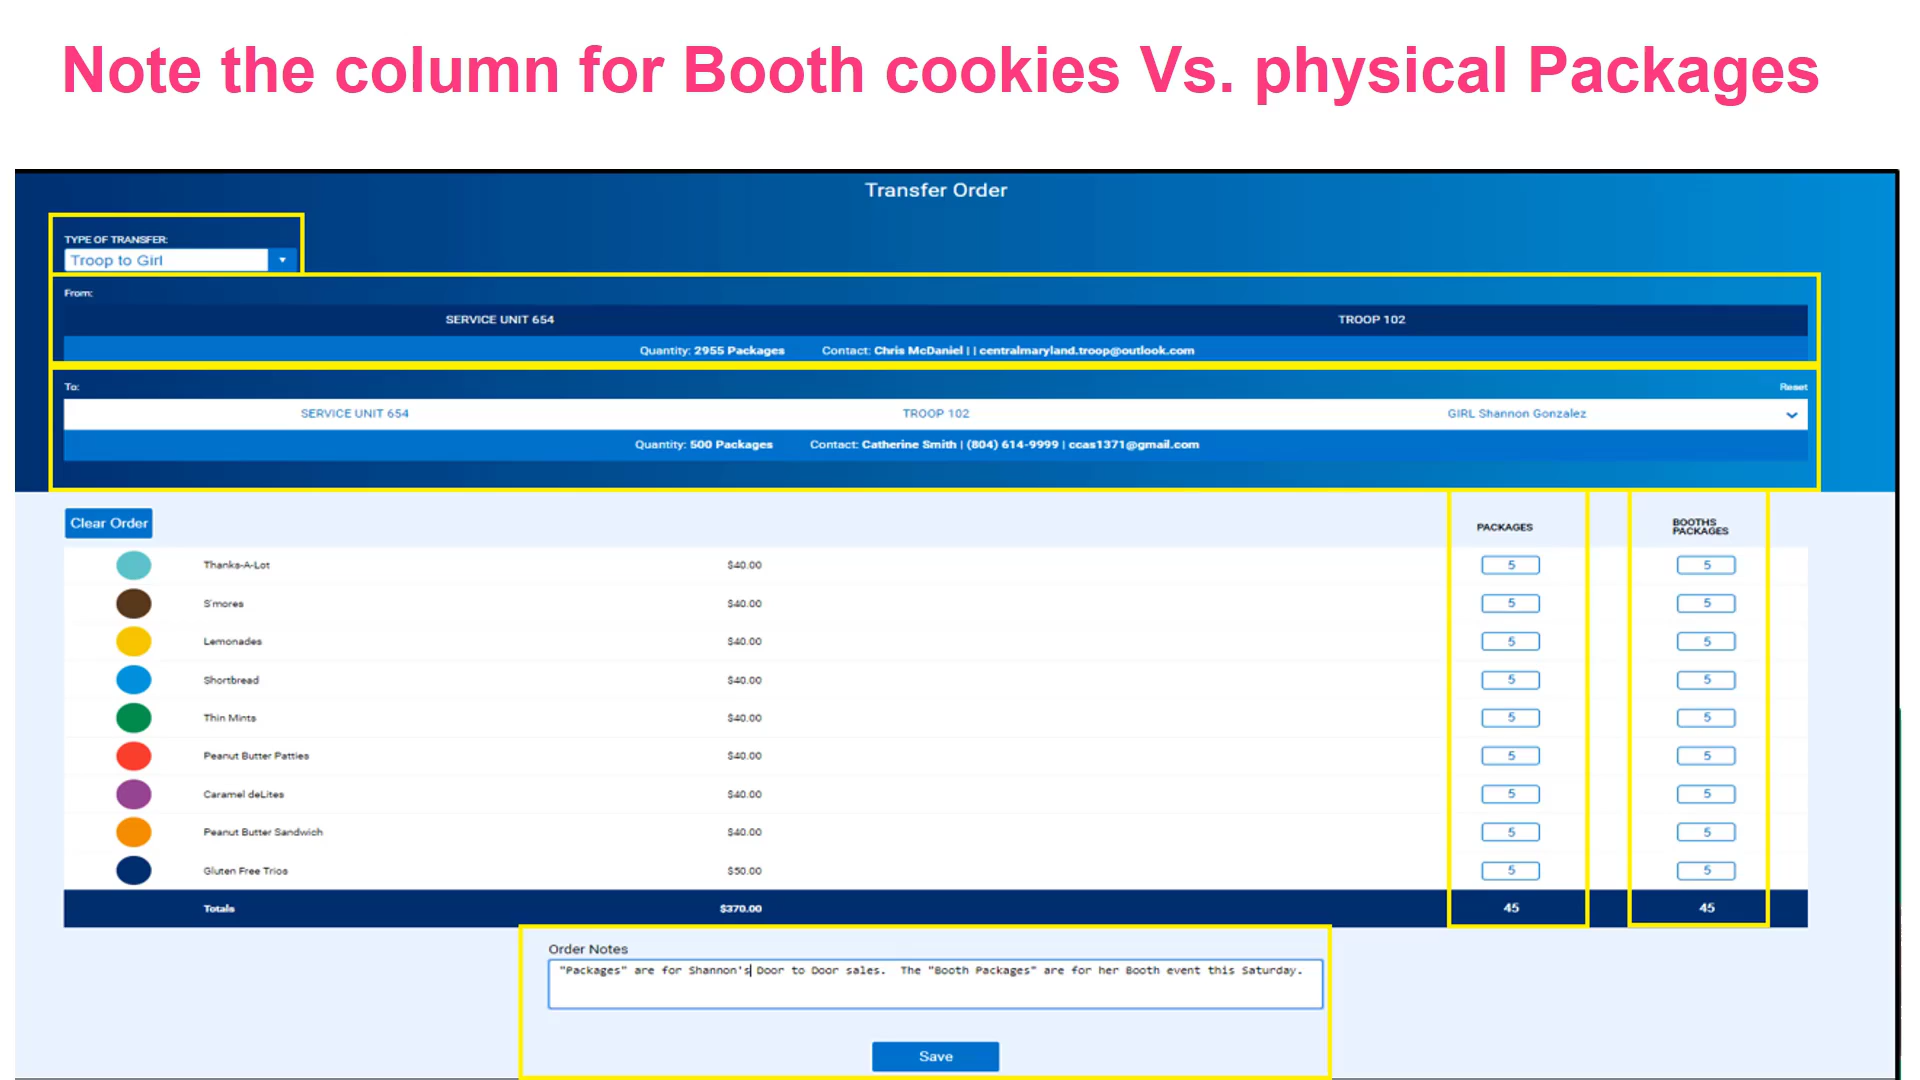 Note the column for Booth cookies Vs. physical Packages
Transfer Order
TYPE OF TRANSFER:
Troop to Girl
From:
SERVICE UNIT 654 TROOP 102
Quantity: 2955 Packages Contact: Chris McDaniel | | centralmaryland.troop@outlook.com
To: Reset
SERVICE UNIT 654 TROOP 102 GIRL Shannon Gonzalez
Quantity: 500 Packages Contact: Catherine Smith | (804) 614-9999 | ccas1371@gmail.com
Clear Order PACKAGES BOOTHS
PACKAGES
Thanks-A-Lot $40.00 5 5
S'mores $40.00 5 5
Lemonades $40.00 5 5
Shortbread $40.00 5 5
Thin Mints $40.00 5 5
Peanut Butter Patties $40.00 5 5
Caramel deLites $40.00 5 5
Peanut Butter Sandwich $40.00 5 5
Gluten Free Trios $50.00 5 5
Totals $370.00 45 45
Order Notes
"Packages" are for Shannon's Door to Door sales. The "Booth Packages" are for her Booth event this Saturday.
Save